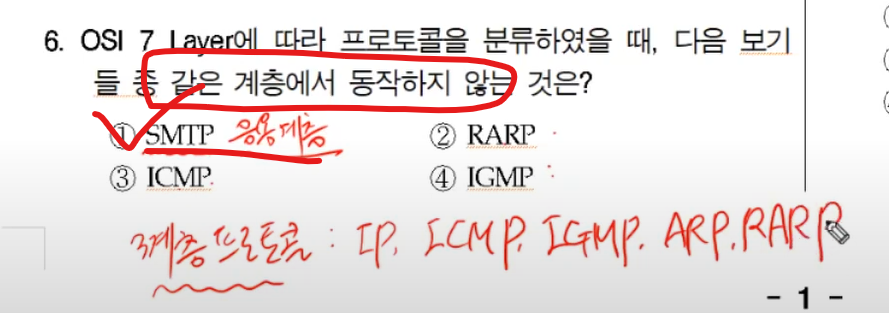 6. OSI 7 Layer에 따라 프로토콜을 분류하였을 때, 다음 보기
들 중 같은 계층에서 동작하지 않는 것은?
① SMTP 응용계층 ② RARP
③ ICMP ④ IGMP
3계층 프로토콜 : IP, ICMP, IGMP, ARP, RARP
- 1 -